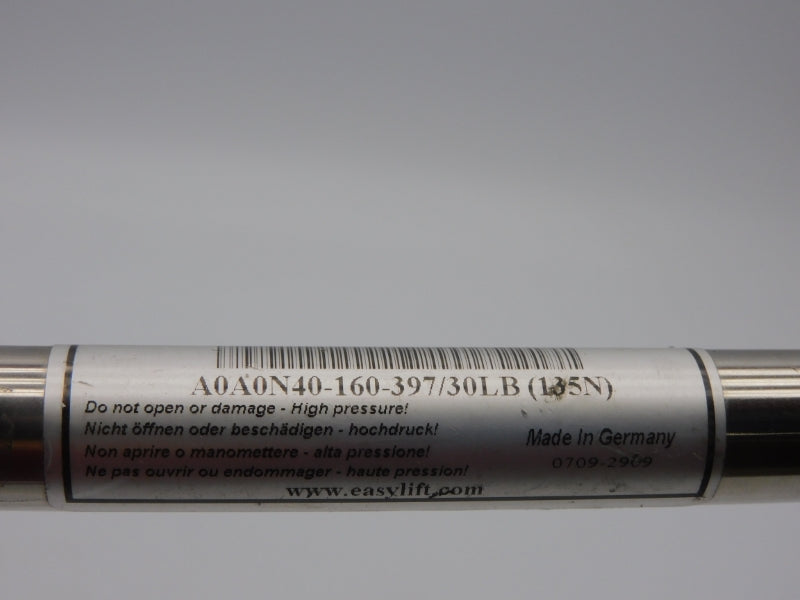 A0A0N40-160-397/30LB (135N)
Do not open or damage - High pressure!
Nicht öffnen oder beschädigen - hochdruck!
Non aprire o manomettere - alta pressione!
Ne pas ouvrir ou endommager - haute pression!
Made In Germany
0709-2909
www.easylift.com